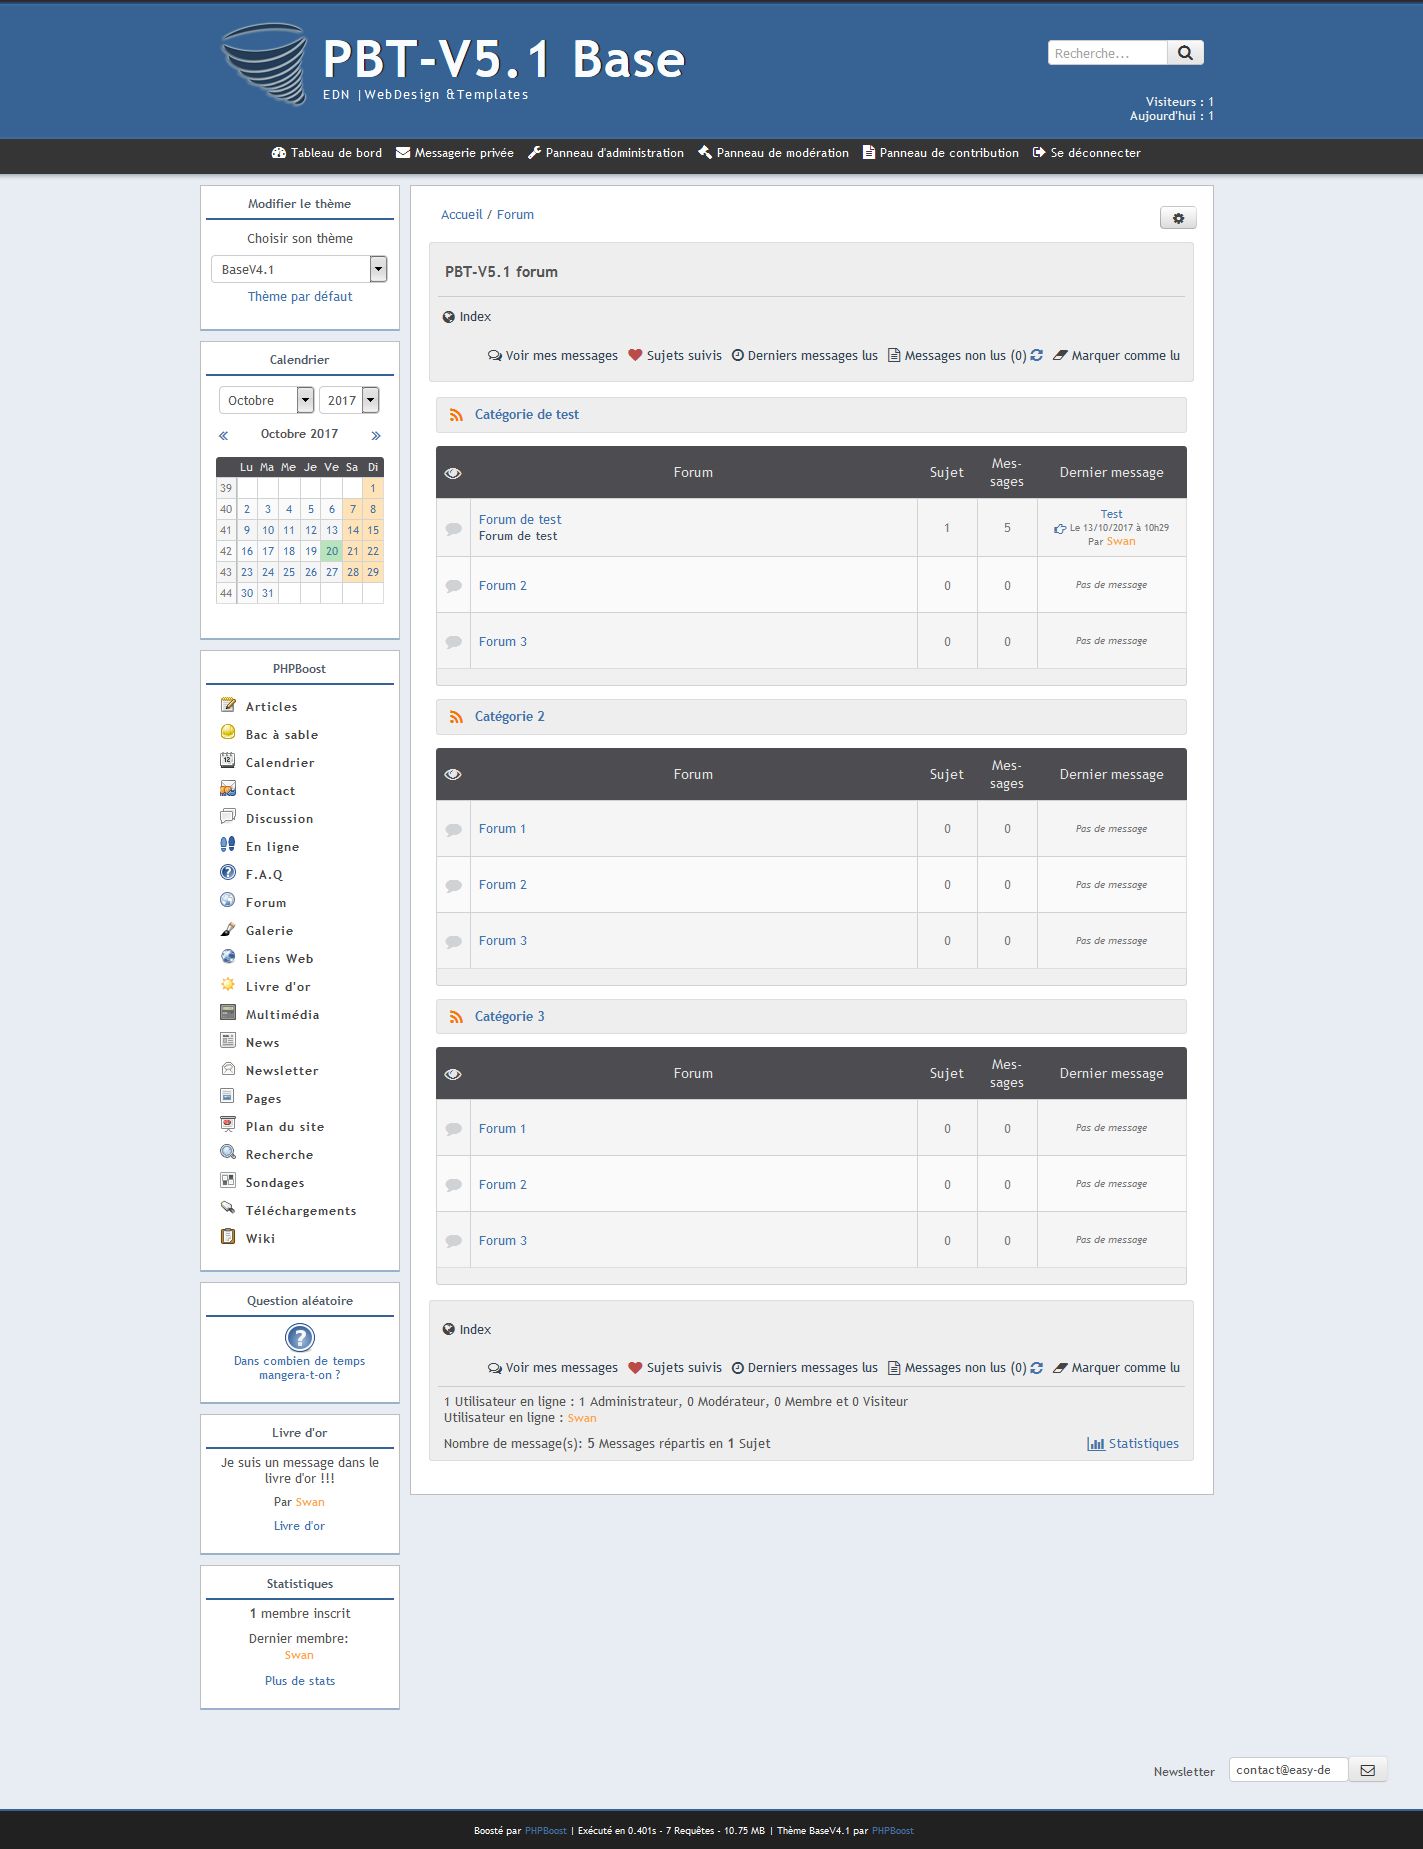 PBT-V5.1 Base
EDN |WebDesign &Templates
Recherche...
Visiteurs : 1
Aujourd'hui : 1
Tableau de bord Messagerie privée Panneau d'administration Panneau de modération Panneau de contribution Se déconnecter
Modifier le thème
Choisir son thème
BaseV4.1
Thème par défaut
Calendrier
Octobre 2017
« Octobre 2017 »
Lu Ma Me Je Ve Sa Di
39 1
40 2 3 4 5 6 7 8
41 9 10 11 12 13 14 15
42 16 17 18 19 20 21 22
43 23 24 25 26 27 28 29
44 30 31
PHPBoost
Articles
Bac à sable
Calendrier
Contact
Discussion
En ligne
F.A.Q
Forum
Galerie
Liens Web
Livre d'or
Multimédia
News
Newsletter
Pages
Plan du site
Recherche
Sondages
Téléchargements
Wiki
Question aléatoire
Dans combien de temps
mangera-t-on ?
Livre d'or
Je suis un message dans le
livre d'or !!!
Par Swan
Livre d'or
Statistiques
1 membre inscrit
Dernier membre:
Swan
Plus de stats
Accueil / Forum
PBT-V5.1 forum
Index
Voir mes messages Sujets suivis Derniers messages lus Messages non lus (0) Marquer comme lu
Catégorie de test
Forum Sujet Mes-
sages Dernier message
Forum de test
Forum de test
1 5
Test
Le 13/10/2017 à 10h29
Par Swan
Forum 2 0 0 Pas de message
Forum 3 0 0 Pas de message
Catégorie 2
Forum Sujet Mes-
sages Dernier message
Forum 1 0 0 Pas de message
Forum 2 0 0 Pas de message
Forum 3 0 0 Pas de message
Catégorie 3
Forum Sujet Mes-
sages Dernier message
Forum 1 0 0 Pas de message
Forum 2 0 0 Pas de message
Forum 3 0 0 Pas de message
Index
Voir mes messages Sujets suivis Derniers messages lus Messages non lus (0) Marquer comme lu
1 Utilisateur en ligne : 1 Administrateur, 0 Modérateur, 0 Membre et 0 Visiteur
Utilisateur en ligne : Swan
Nombre de message(s): 5 Messages répartis en 1 Sujet Statistiques
Newsletter contact@easy-de
Boosté par PHPBoost | Exécuté en 0.401s - 7 Requêtes - 10.75 MB | Thème BaseV4.1 par PHPBoost